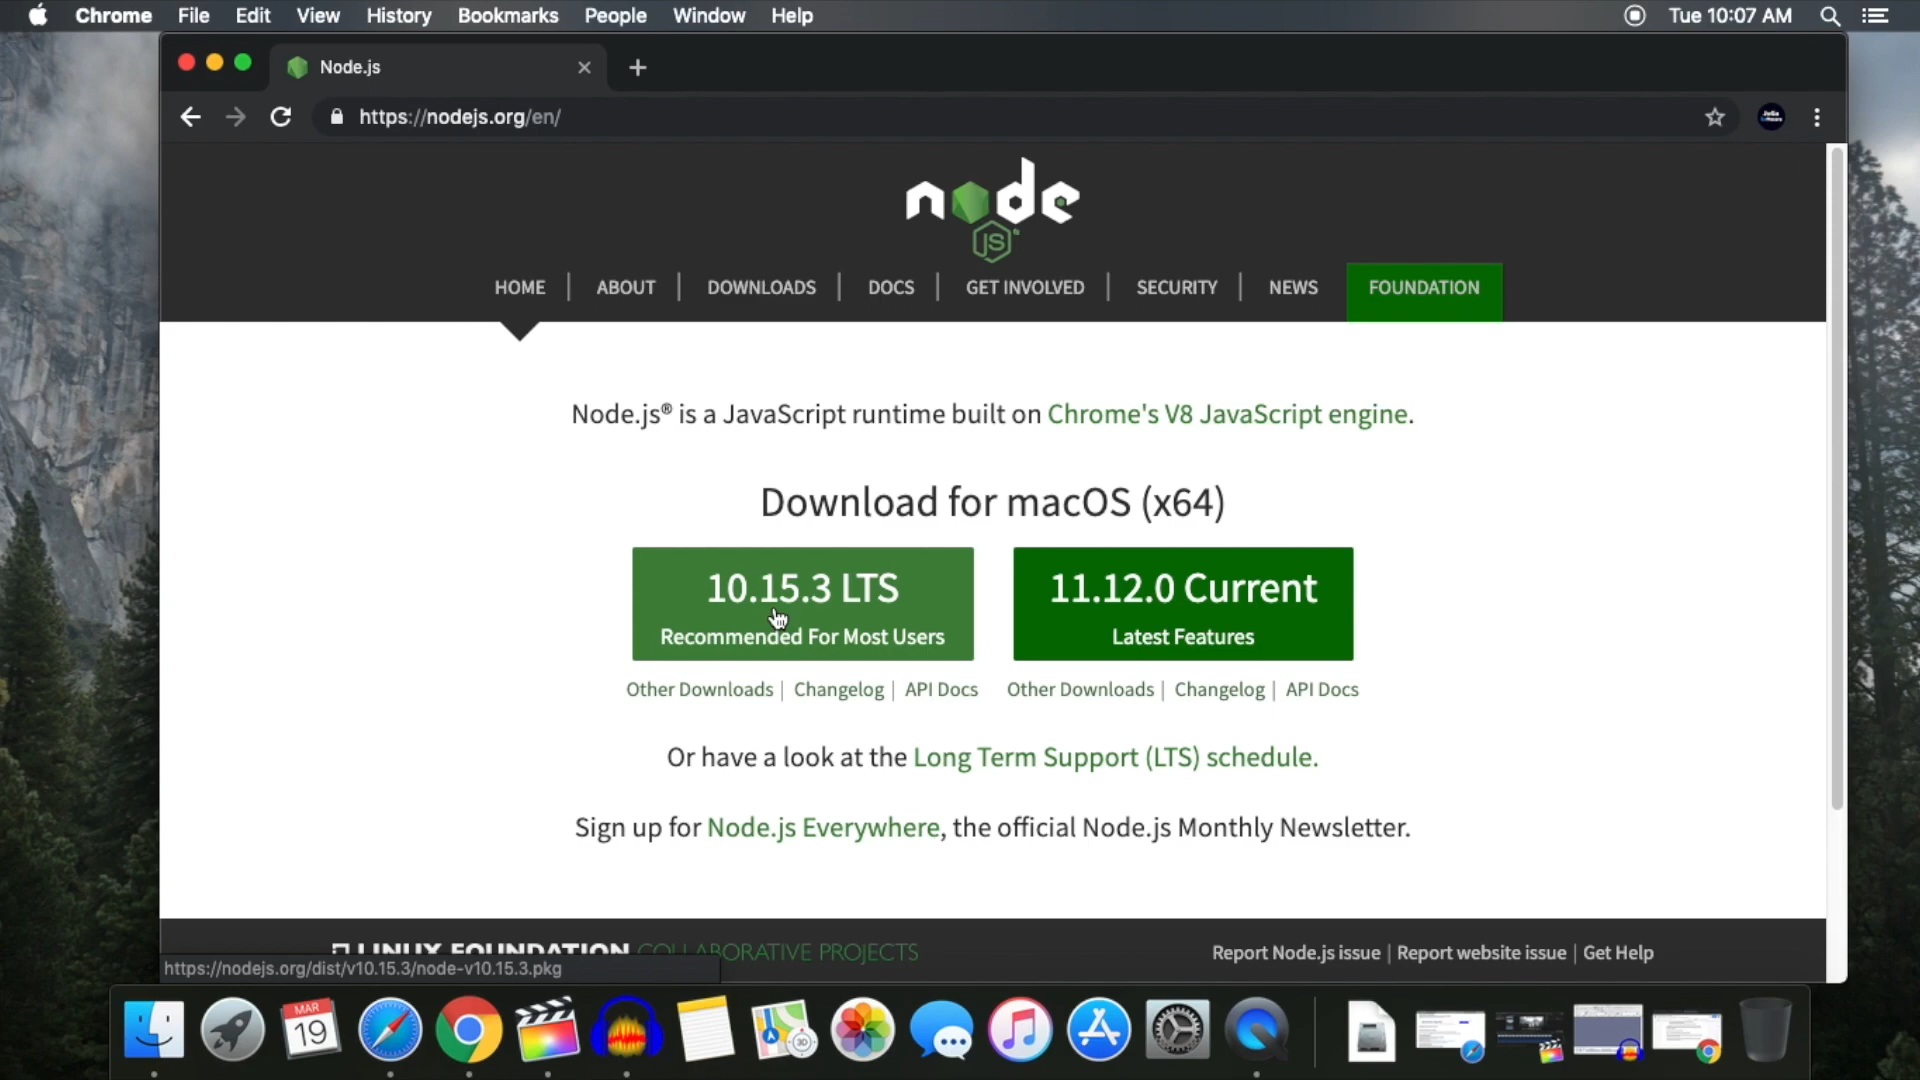 Chrome File Edit View History Bookmarks People Window Help Tue 10:07 AM
Node.js
https://nodejs.org/en/
node
JS
HOME | ABOUT | DOWNLOADS | DOCS | GET INVOLVED | SECURITY | NEWS FOUNDATION
Node.js® is a JavaScript runtime built on Chrome's V8 JavaScript engine.
Download for macOS (x64)
10.15.3 LTS
Recommended For Most Users
11.12.0 Current
Latest Features
Other Downloads | Changelog | API Docs
Other Downloads | Changelog | API Docs
Or have a look at the Long Term Support (LTS) schedule.
Sign up for Node.js Everywhere, the official Node.js Monthly Newsletter.
LINUX FOUNDATION COLLABORATIVE PROJECTS
Report Node.js issue | Report website issue | Get Help
https://nodejs.org/dist/v10.15.3/node-v10.15.3.pkg
MAR
19
3D